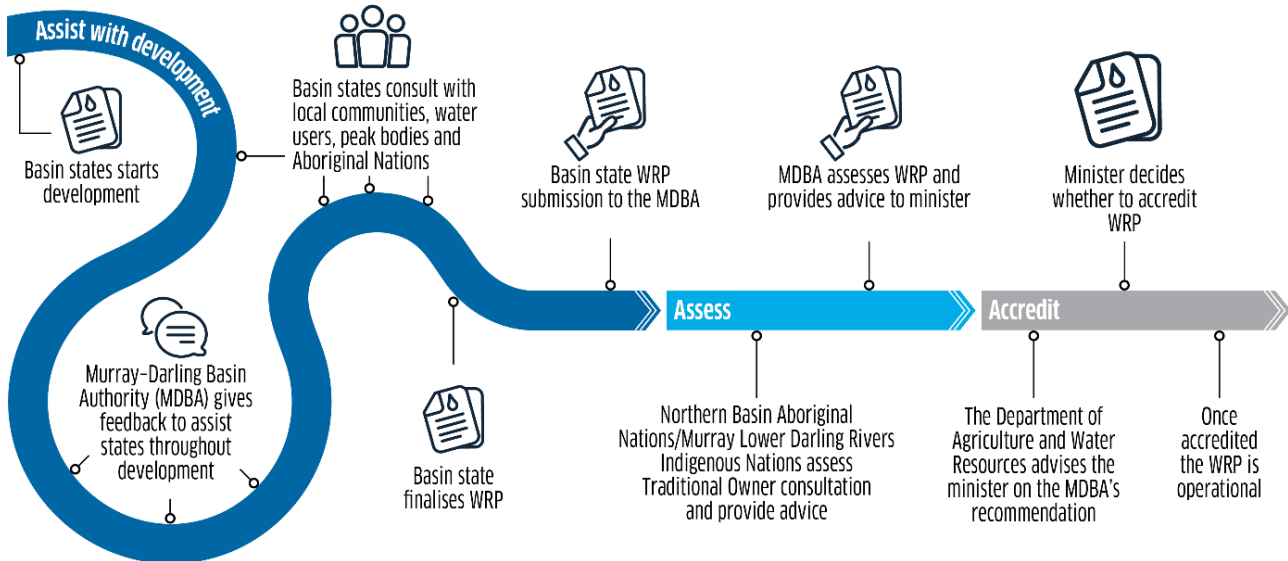 Assist with development
Basin states starts
development
Basin states consult with
local communities, water
users, peak bodies and
Aboriginal Nations
Murray–Darling Basin
Authority (MDBA) gives
feedback to assist
states throughout
development
Basin state
finalises WRP
Basin state WRP
submission to the MDBA
Assess
Northern Basin Aboriginal
Nations/Murray Lower Darling Rivers
Indigenous Nations assess
Traditional Owner consultation
and provide advice
MDBA assesses WRP and
provides advice to minister
Accredit
The Department of
Agriculture and Water
Resources advises the
minister on the MDBA's
recommendation
Minister decides
whether to accredit
WRP
Once
accredited
the WRP is
operational